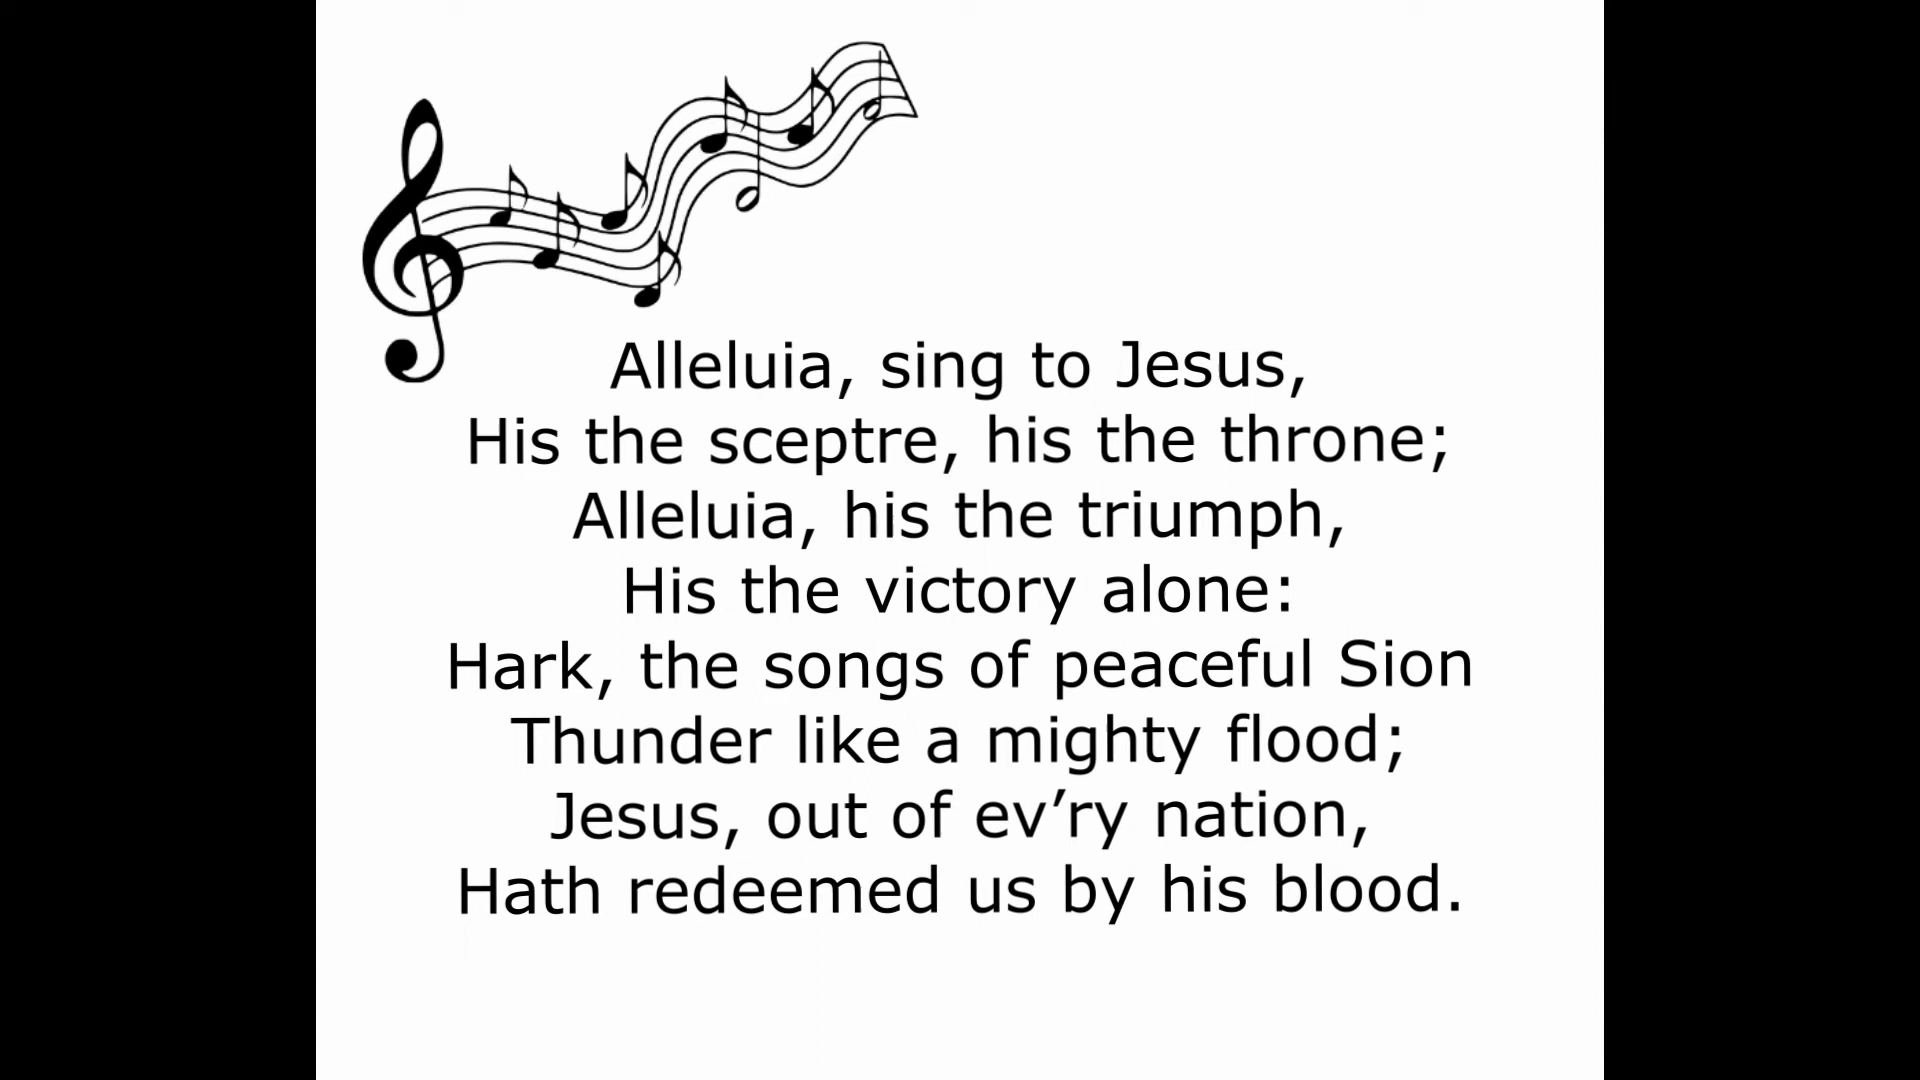 Alleluia, sing to Jesus,
His the sceptre, his the throne;
Alleluia, his the triumph,
His the victory alone:
Hark, the songs of peaceful Sion
Thunder like a mighty flood;
Jesus, out of ev’ry nation,
Hath redeemed us by his blood.